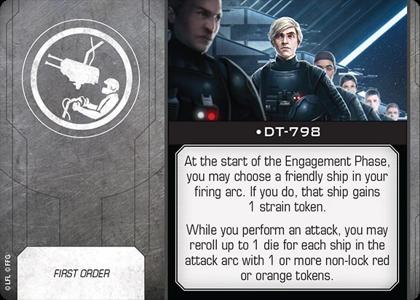 •DT-798
At the start of the Engagement Phase,
you may choose a friendly ship in your
firing arc. If you do, that ship gains
1 strain token.
While you perform an attack, you may
reroll up to 1 die for each ship in the
attack arc with 1 or more non-lock red
or orange tokens.
FIRST ORDER
© LFL © FFG